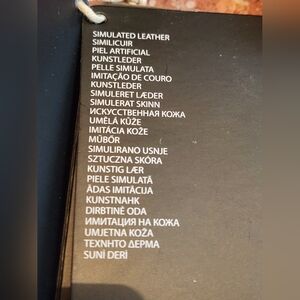 SIMULATED LEATHER
SIMILICUIR
PIEL ARTIFICIAL
KUNSTLEDER
PELLE SIMULATA
IMITAÇÃO DE COURO
KUNSTLEDER
SIMULERET LÆDER
SIMULERAT SKINN
ИСКУССТВЕННАЯ КОЖА
UMĚLÁ KŮŽE
IMITÁCIA KOŽE
MŰBŐR
SIMULIRANO USNJE
SZTUCZNA SKÓRA
KUNSTIG LÆR
PIELE SIMULATĂ
ĀDAS IMITĀCIJA
KUNSTNAHK
DIRBTINĖ ODA
ИМИТАЦИЯ НА КОЖА
UMJETNA KOŽA
ΤΕΧΝΗΤΟ ΔΕΡΜΑ
SUNİ DERİ